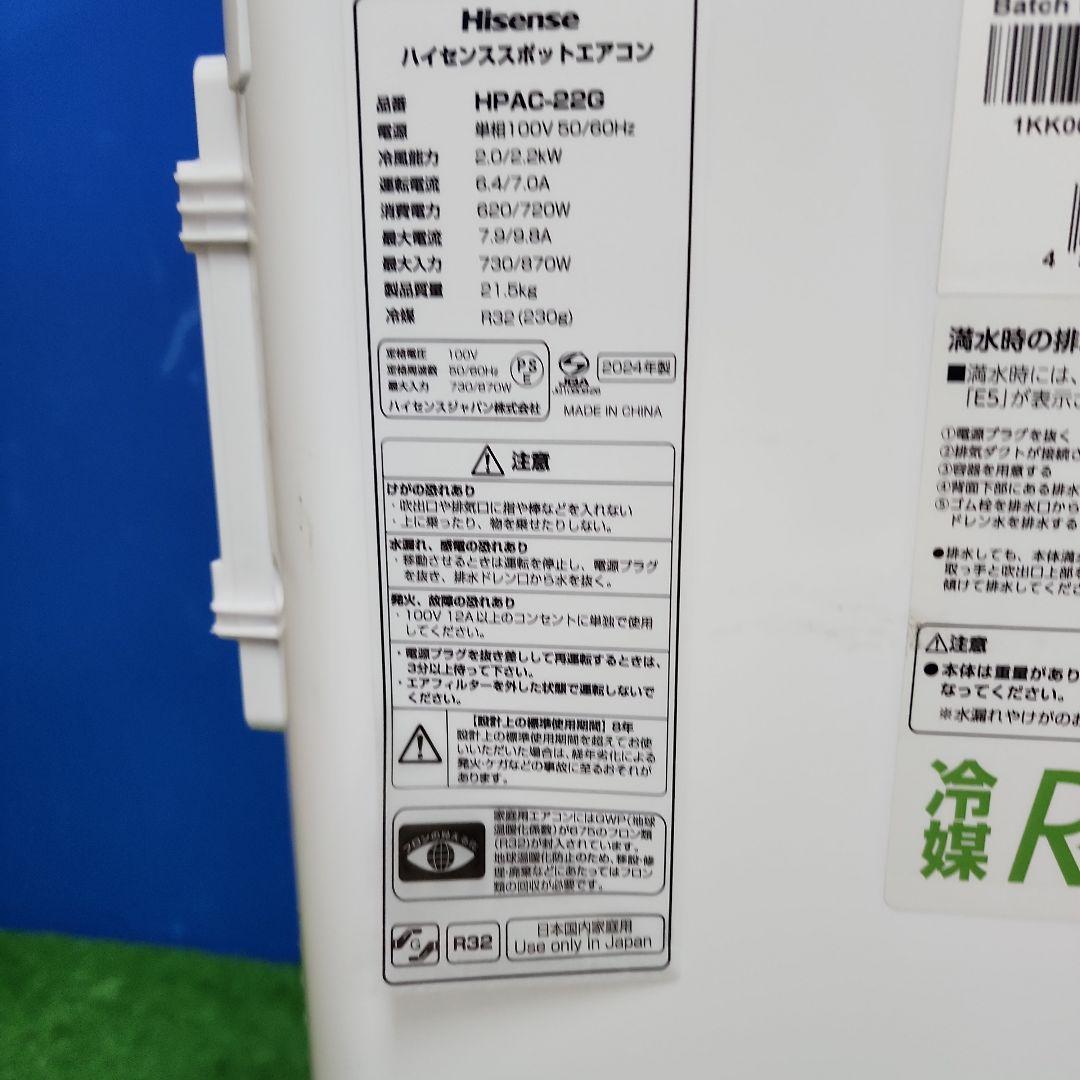 Hisense
ハイセンススポットエアコン
品番 HPAC-22G
電源 単相100V 50/60Hz
冷風能力 2.0/2.2kW
運転電流 6.4/7.0A
消費電力 620/720W
最大電流 7.9/9.8A
最大入力 730/870W
製品質量 21.5kg
冷媒 R32(230g)
定格電圧 100V
定格周波数 50/60Hz
最大入力 730/870W
ハイセンスジャパン株式会社
PS
E
JQA
2024年製
MADE IN CHINA
注意
けがの恐れあり
・吹出口や排気口に指や棒などを入れない
・上に乗ったり、物を乗せたりしない。
水漏れ、感電の恐れあり
・移動させるときは運転を停止し、電源プラグ
を抜き、排水ドレン口から水を抜く。
発火、故障の恐れあり
・100V 12A以上のコンセントに単独で使用
してください。
・電源プラグを抜き差しして再運転するときは、
3分以上待って下さい。
・エアフィルターを外した状態で運転しないで
ください。
【設計上の標準使用期間】8年
設計上の標準使用期間を超えてお使
いいただいた場合は、経年劣化による
発火・ケガなどの事故に至るおそれが
あります。
フロンの見える化
家庭用エアコンにはGWP(地球
温暖化係数)が675のフロン類
(R32)が封入されています。
地球温暖化防止のため、移設・修
理・廃棄などにあたってはフロン
類の回収が必要です。
G
R32
日本国内家庭用
Use only in Japan
Batch
1KK0
4
満水時の排
■満水時には、
「E5」が表示
①電源プラグを抜く
②排気ダクトが接続さ
③容器を用意する
④背面下部にある排水
⑤ゴム栓を排水口から
ドレン水を排水する
●排水しても、本体満
取っ手と吹出口上部を
傾けて排水してくださ
注意
●本体は重量があり
なってください。
※水漏れやけがのお
冷媒 R